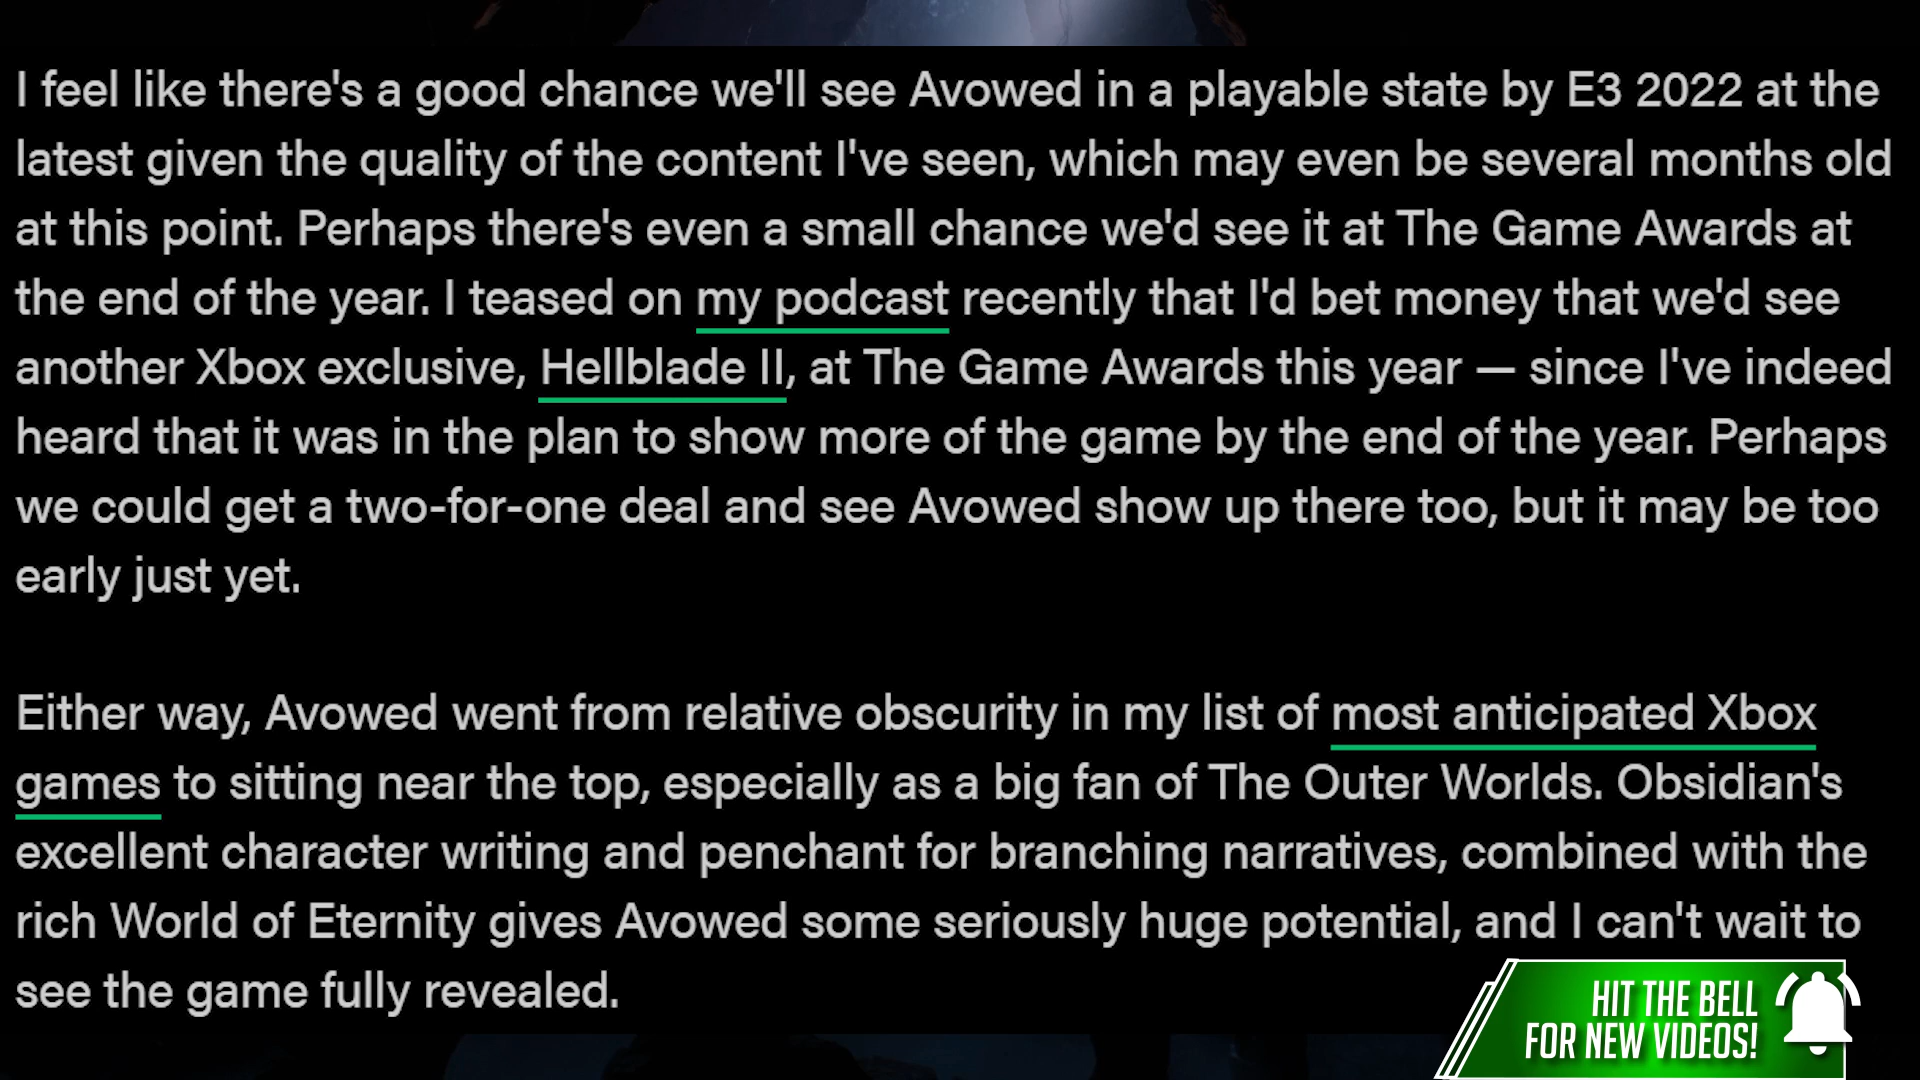 I feel like there's a good chance we'll see Avowed in a playable state by E3 2022 at the
latest given the quality of the content I've seen, which may even be several months old
at this point. Perhaps there's even a small chance we'd see it at The Game Awards at
the end of the year. I teased on my podcast recently that I'd bet money that we'd see
another Xbox exclusive, Hellblade II, at The Game Awards this year — since I've indeed
heard that it was in the plan to show more of the game by the end of the year. Perhaps
we could get a two-for-one deal and see Avowed show up there too, but it may be too
early just yet.
Either way, Avowed went from relative obscurity in my list of most anticipated Xbox
games to sitting near the top, especially as a big fan of The Outer Worlds. Obsidian's
excellent character writing and penchant for branching narratives, combined with the
rich World of Eternity gives Avowed some seriously huge potential, and I can't wait to
see the game fully revealed.
HIT THE BELL
FOR NEW VIDEOS!